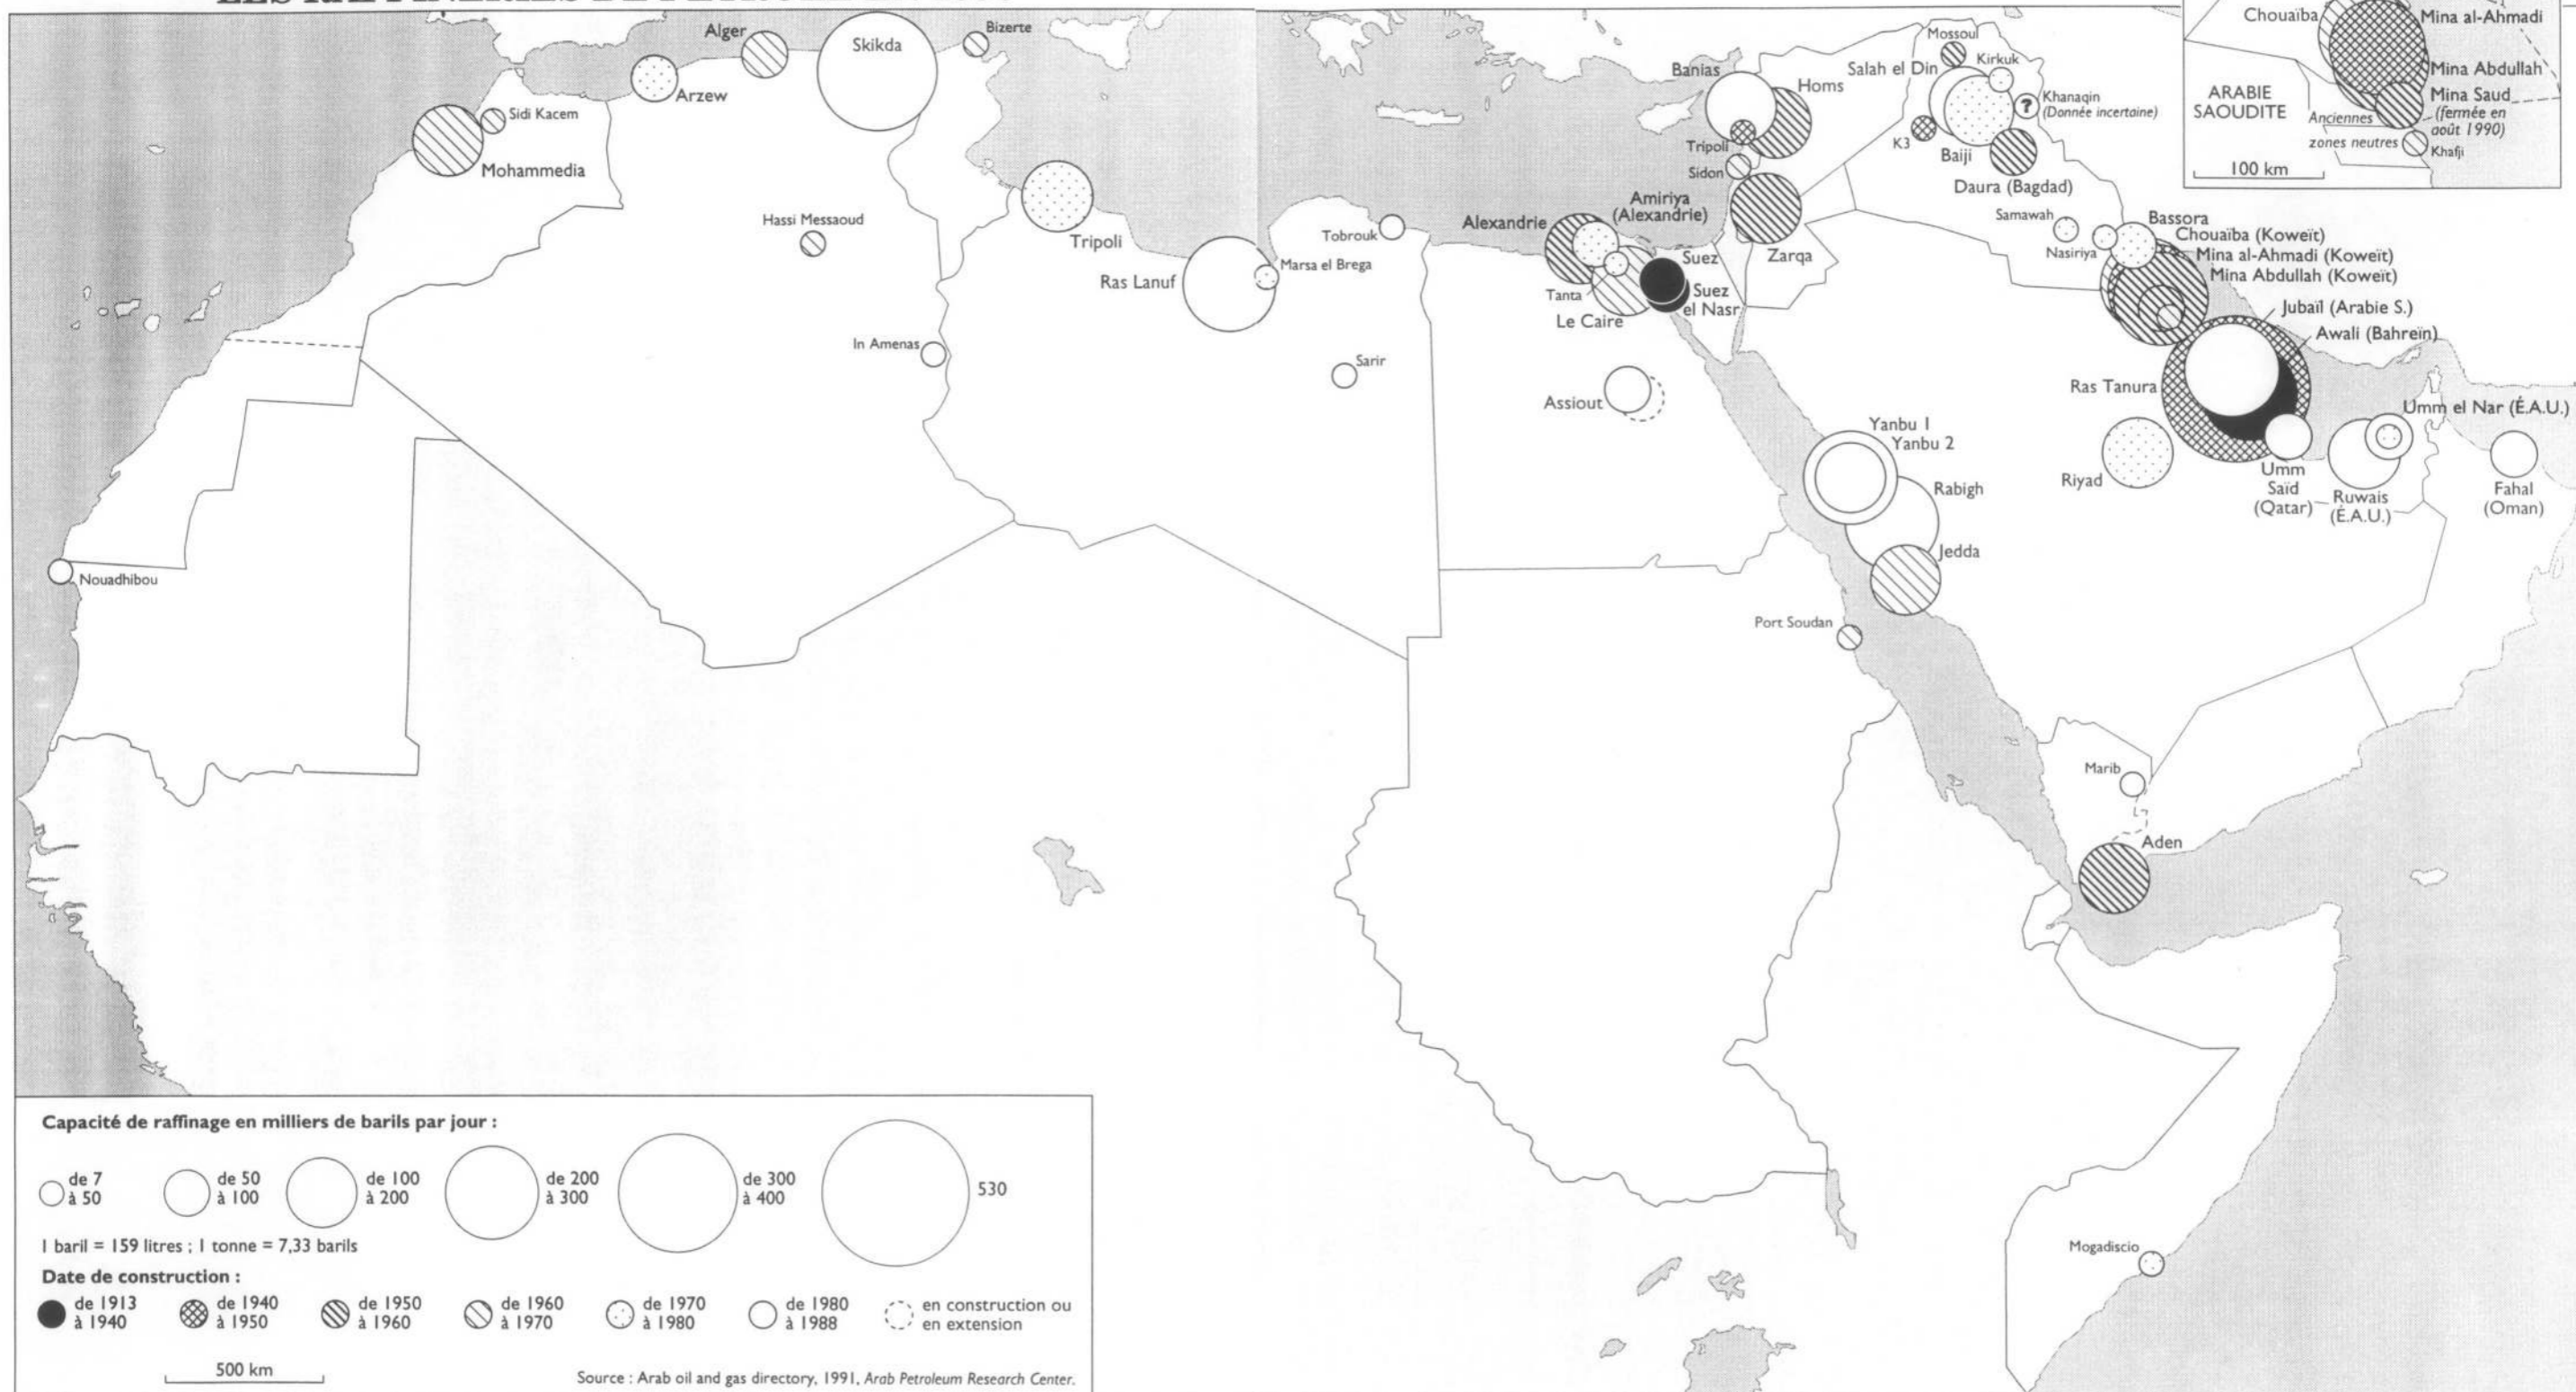 Alger
Skikda
Bizerte
Arzew
Sidi Kacem
Mohammedia
Hassi Messaoud
Tripoli
Ras Lanuf
Marsa el Brega
Tobrouk
In Amenas
Sarir
Nouadhibou
Banias
Homs
Tripoli
Sidon
Zarqa
Mossoul
Salah el Din
Kirkuk
?
Khanaqin
(Donnée incertaine)
K3
Baiji
Daura (Bagdad)
Samawah
Nasiriya
Alexandrie
Amiriya
(Alexandrie)
Tanta
Le Caire
Suez
Suez
el Nasr
Assiout
Bassora
Chouaïba (Koweït)
Mina al-Ahmadi (Koweït)
Mina Abdullah (Koweït)
Jubaïl (Arabie S.)
Awali (Bahreïn)
Ras Tanura
Riyad
Umm
Saïd
(Qatar)
Ruwais
(É.A.U.)
Umm el Nar (É.A.U.)
Fahal
(Oman)
Yanbu 1
Yanbu 2
Rabigh
Jedda
Port Soudan
Marib
Aden
Mogadiscio
Chouaïba
Mina al-Ahmadi
Mina Abdullah
Mina Saud
(fermée en
août 1990)
ARABIE
SAOUDITE
Anciennes
zones neutres
Khafji
100 km
Capacité de raffinage en milliers de barils par jour :
de 7
à 50
de 50
à 100
de 100
à 200
de 200
à 300
de 300
à 400
530
1 baril = 159 litres ; 1 tonne = 7,33 barils
Date de construction :
de 1913
à 1940
de 1940
à 1950
de 1950
à 1960
de 1960
à 1970
de 1970
à 1980
de 1980
à 1988
en construction ou
en extension
500 km
Source : Arab oil and gas directory, 1991, Arab Petroleum Research Center.